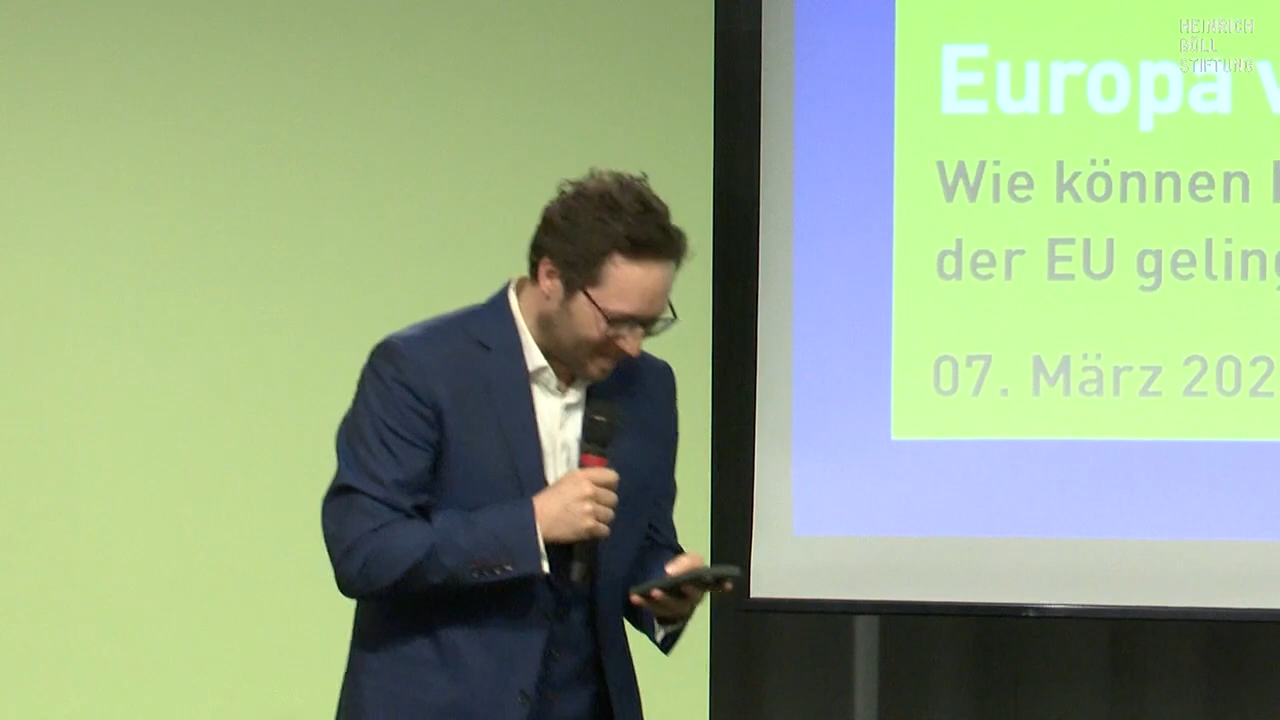 HEINRICH
BÖLL
STIFTUNG
Europa
Wie können
der EU geling
07. März 202